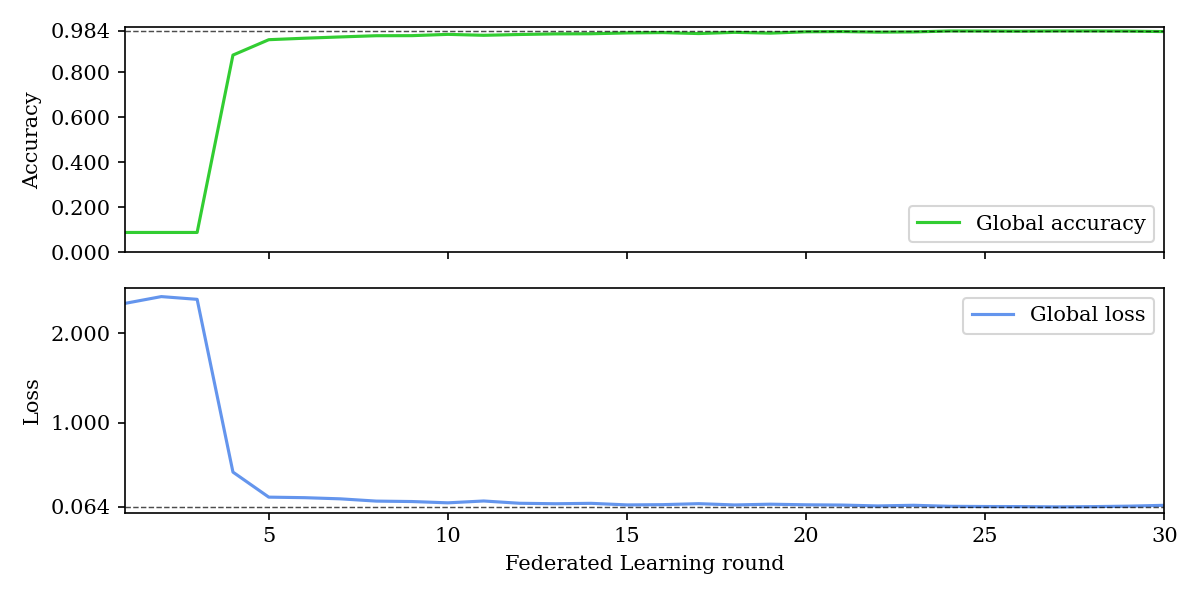 0.984
0.800
0.600
0.400
0.200
0.000
Accuracy
Global accuracy
2.000
1.000
0.064
Loss
Global loss
5 10 15 20 25 30
Federated Learning round